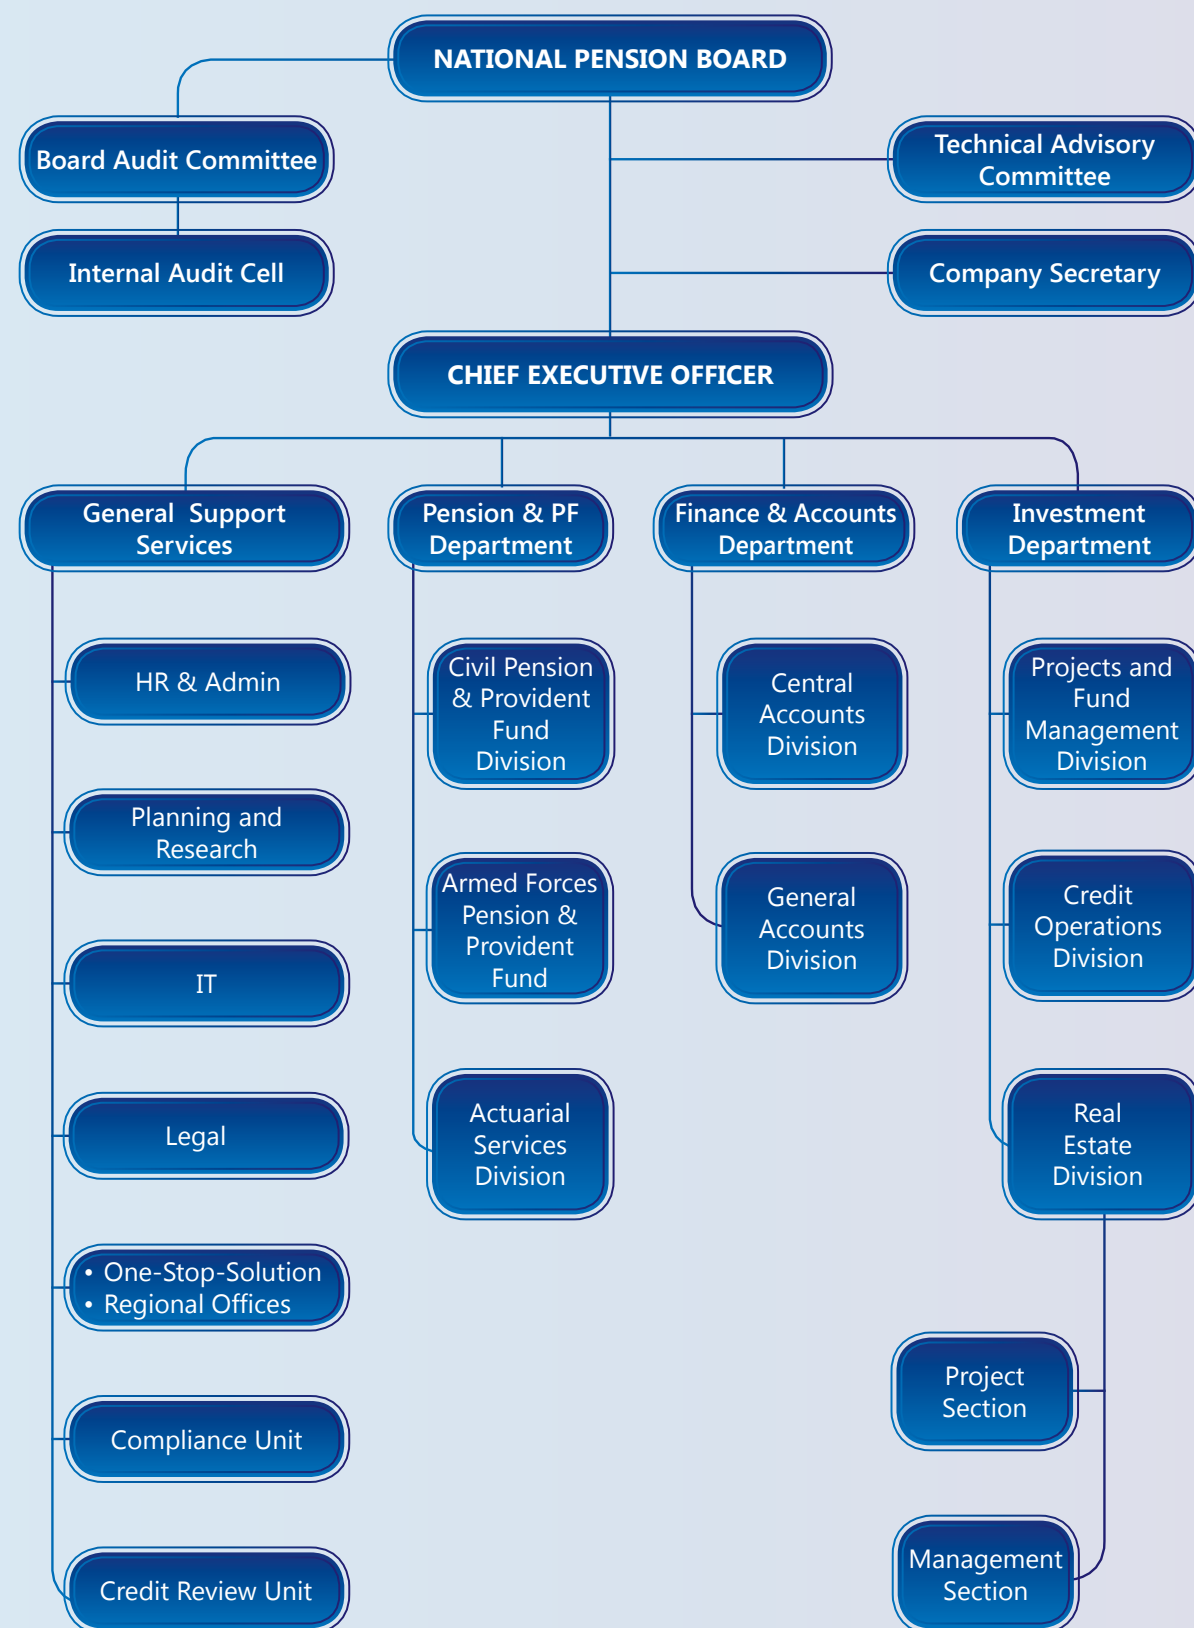 NATIONAL PENSION BOARD
Board Audit Committee
Technical Advisory
Committee
Internal Audit Cell
Company Secretary
CHIEF EXECUTIVE OFFICER
General Support
Services
Pension & PF
Department
Finance & Accounts
Department
Investment
Department
HR & Admin
Planning and
Research
IT
Legal
• One-Stop-Solution
• Regional Offices
Compliance Unit
Credit Review Unit
Civil Pension
& Provident
Fund
Division
Armed Forces
Pension &
Provident
Fund
Actuarial
Services
Division
Central
Accounts
Division
General
Accounts
Division
Projects and
Fund
Management
Division
Credit
Operations
Division
Real
Estate
Division
Project
Section
Management
Section